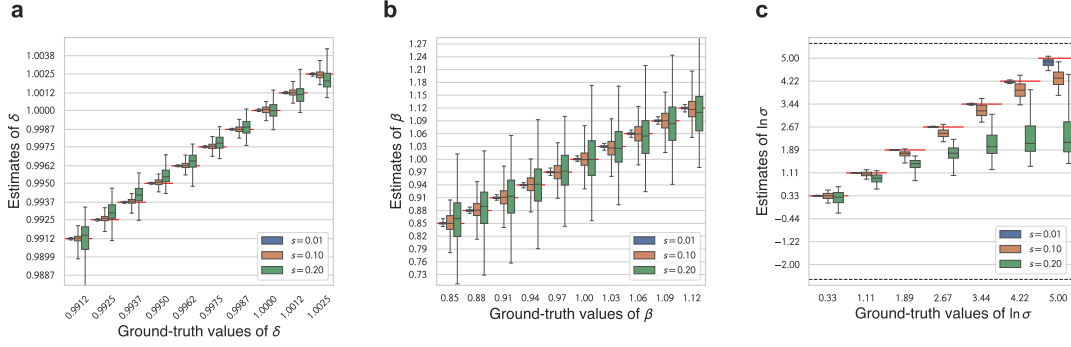 a
Estimates of δ
1.0038
1.0025
1.0012
1.0000
0.9987
0.9975
0.9962
0.9950
0.9937
0.9925
0.9912
0.9899
0.9887
s = 0.01
s = 0.10
s = 0.20
0.9912 0.9925 0.9937 0.9950 0.9962 0.9975 0.9987 1.0000 1.0012 1.0025
Ground-truth values of δ
b
Estimates of β
1.27
1.24
1.21
1.18
1.15
1.12
1.09
1.06
1.03
1.00
0.97
0.94
0.91
0.88
0.85
0.82
0.79
0.76
0.73
s = 0.01
s = 0.10
s = 0.20
0.85 0.88 0.91 0.94 0.97 1.00 1.03 1.06 1.09 1.12
Ground-truth values of β
c
Estimates of ln σ
5.00
4.22
3.44
2.67
1.89
1.11
0.33
−0.44
−1.22
−2.00
s = 0.01
s = 0.10
s = 0.20
0.33 1.11 1.89 2.67 3.44 4.22 5.00
Ground-truth values of ln σ